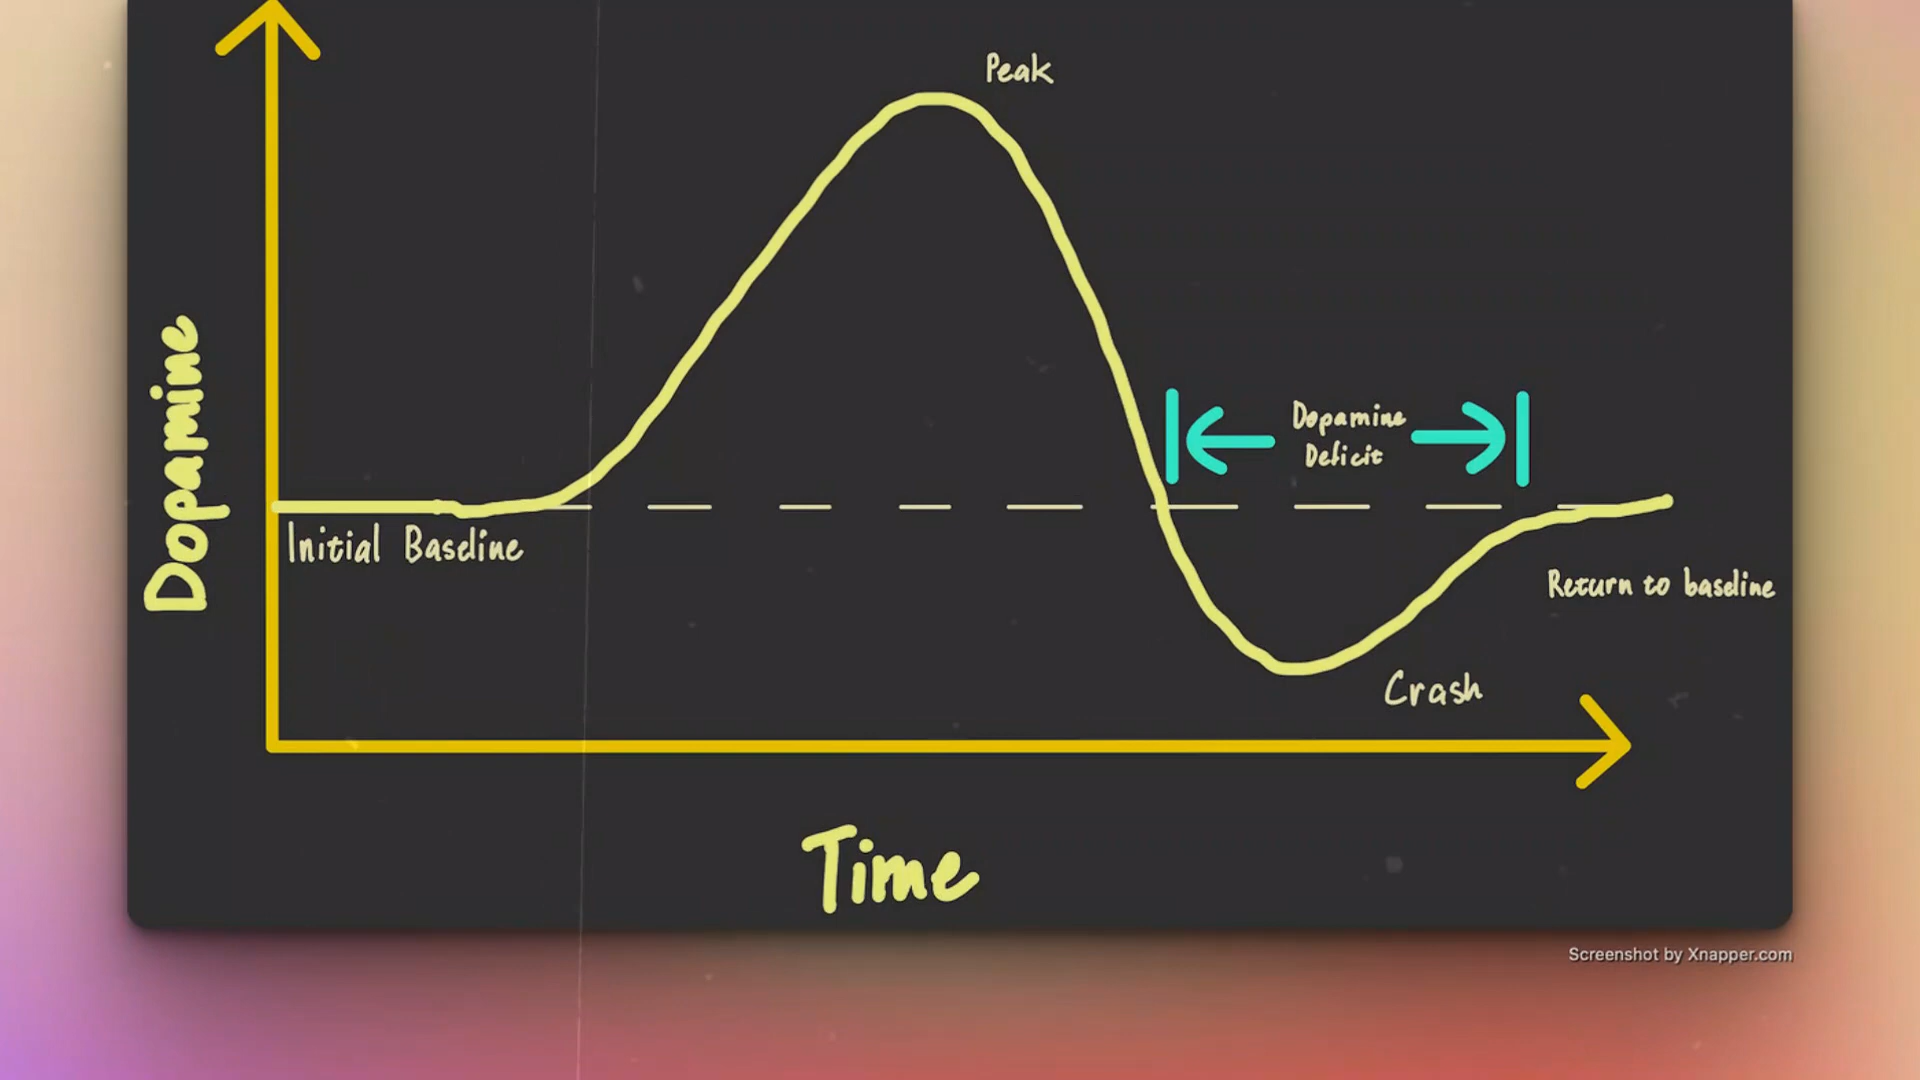 Peak
Dopamine
Dopamine
Deficit
Initial Baseline
Return to baseline
Crash
Time
Screenshot by Xnapper.com